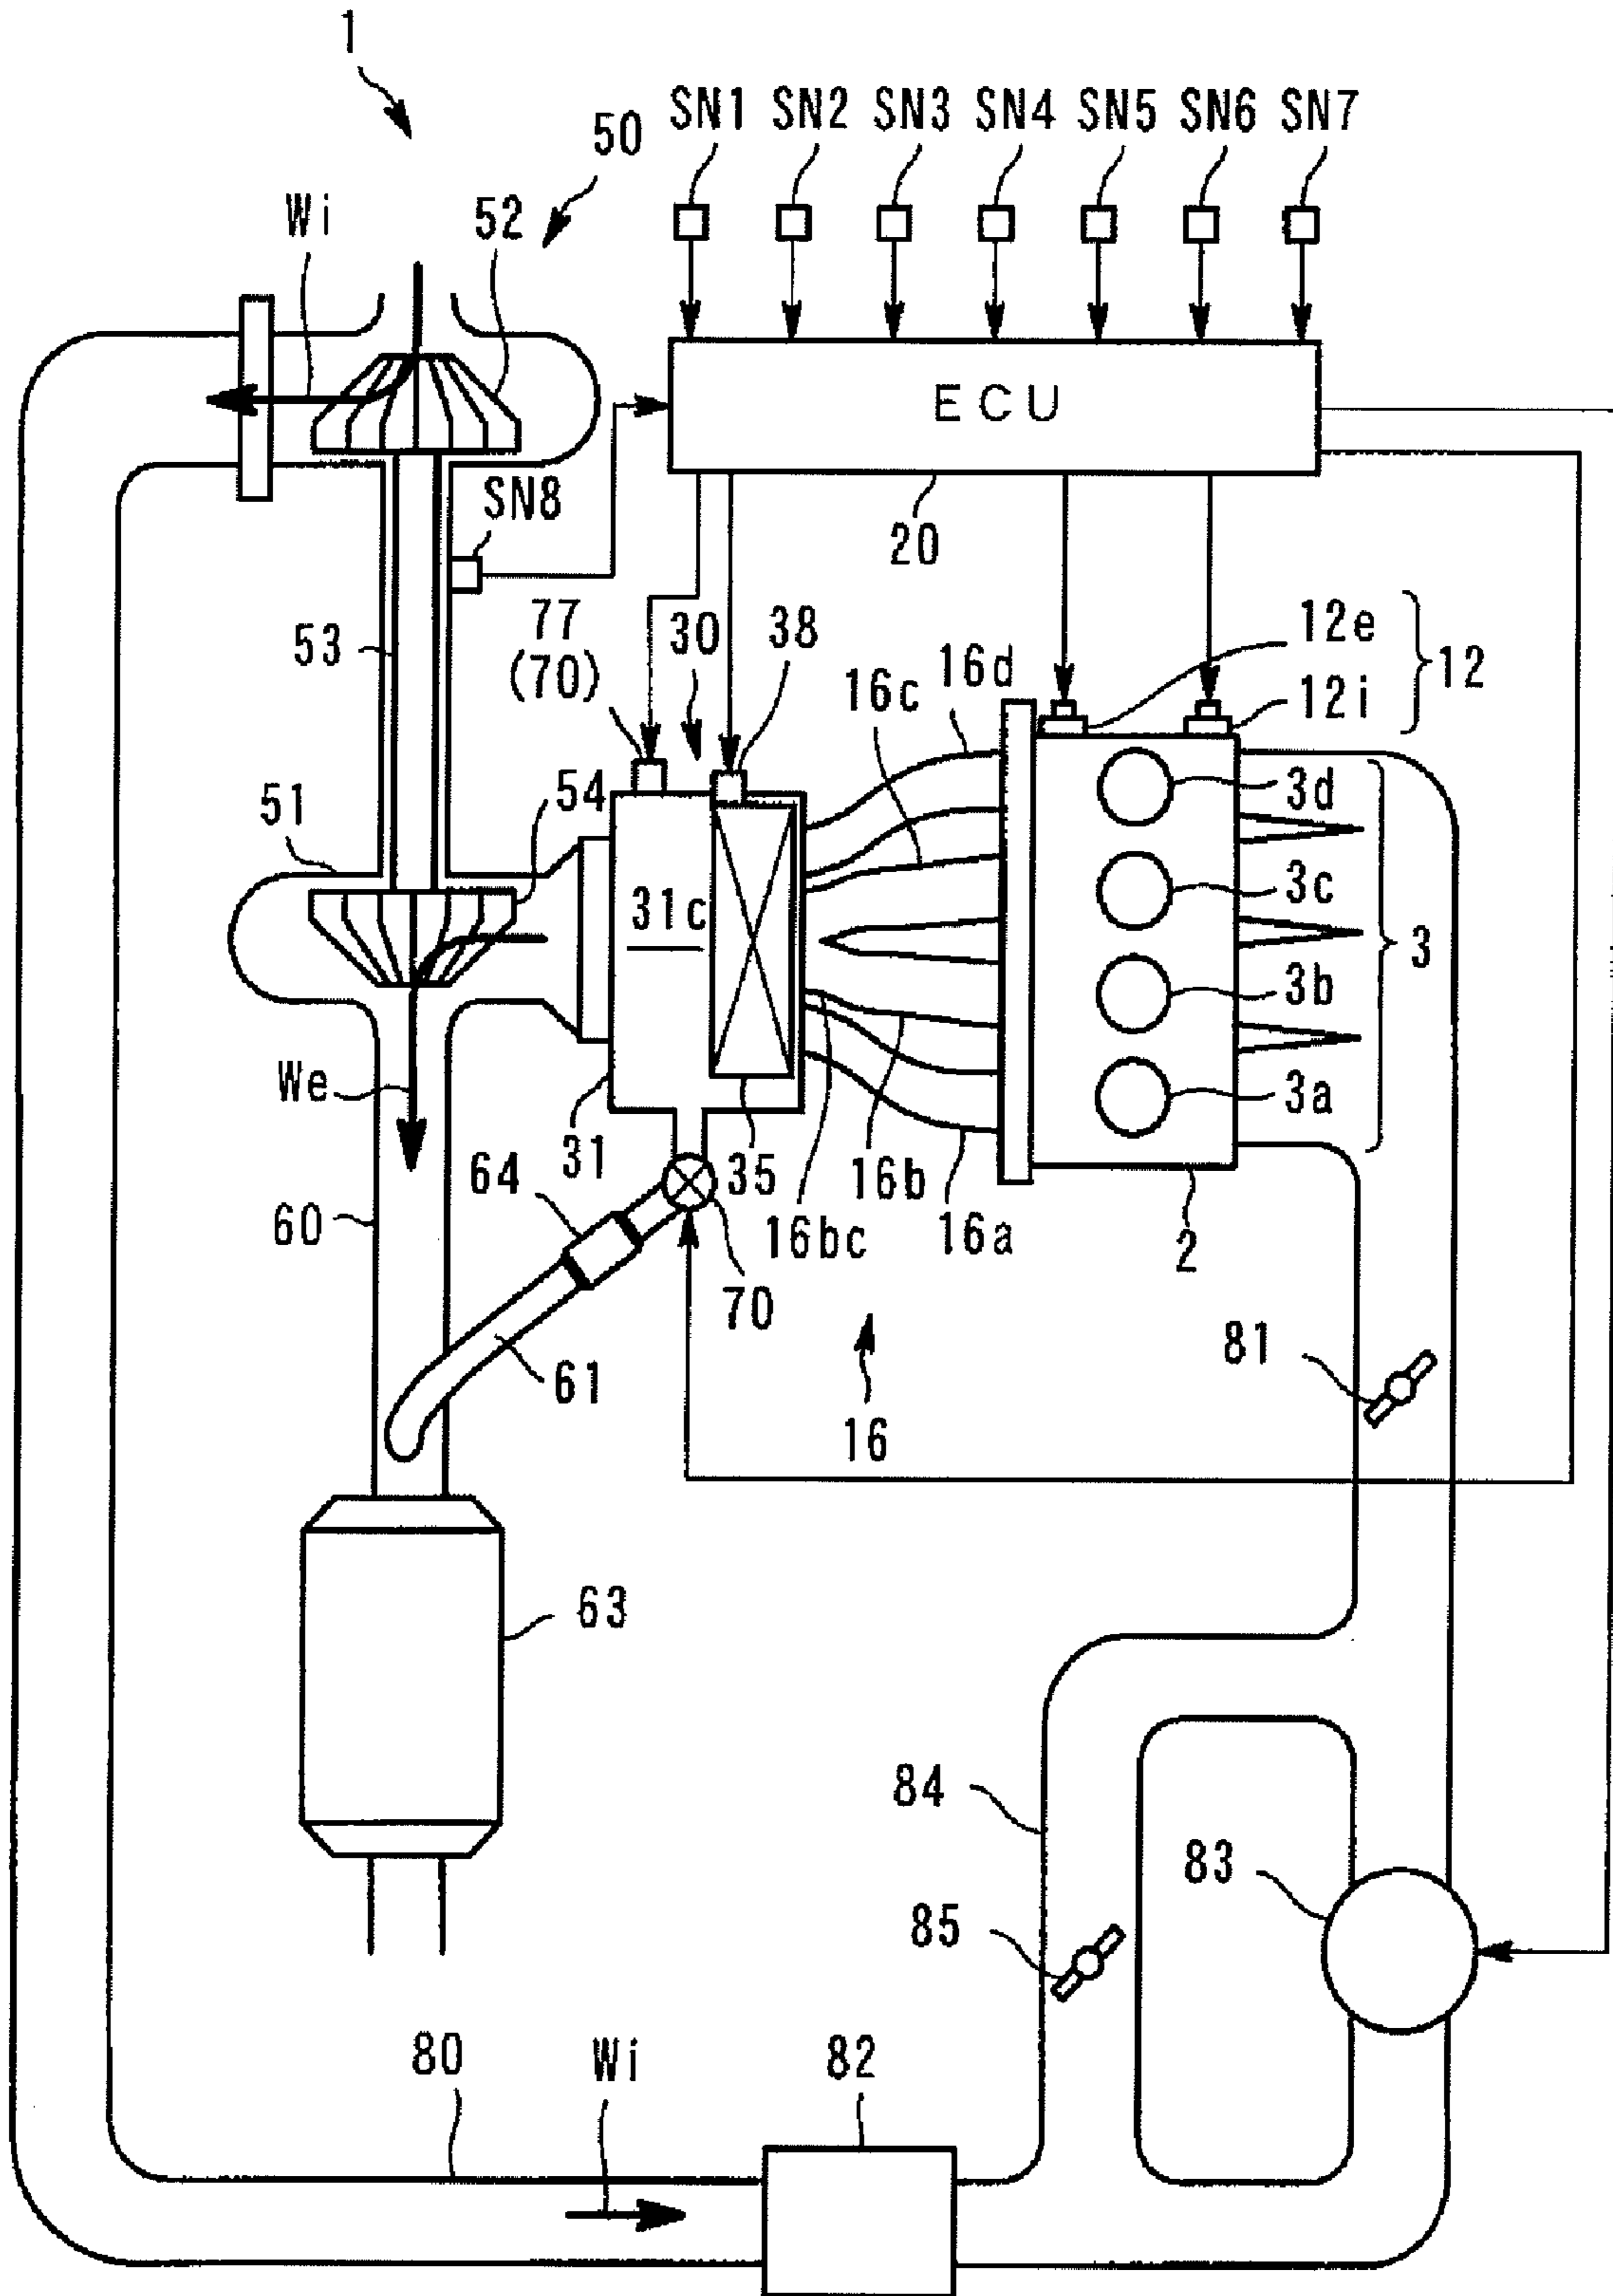 1
50
SN1 SN2 SN3 SN4 SN5 SN6 SN7
Wi
52
ECU
SN8
20
77
(70)
30
38
53
12e
12
12i
16d
16c
3d
51
54
31c
3c
3
3b
3a
We
31
35
16b
16bc
16a
2
64
60
70
61
81
16
63
84
83
85
80
Wi
82